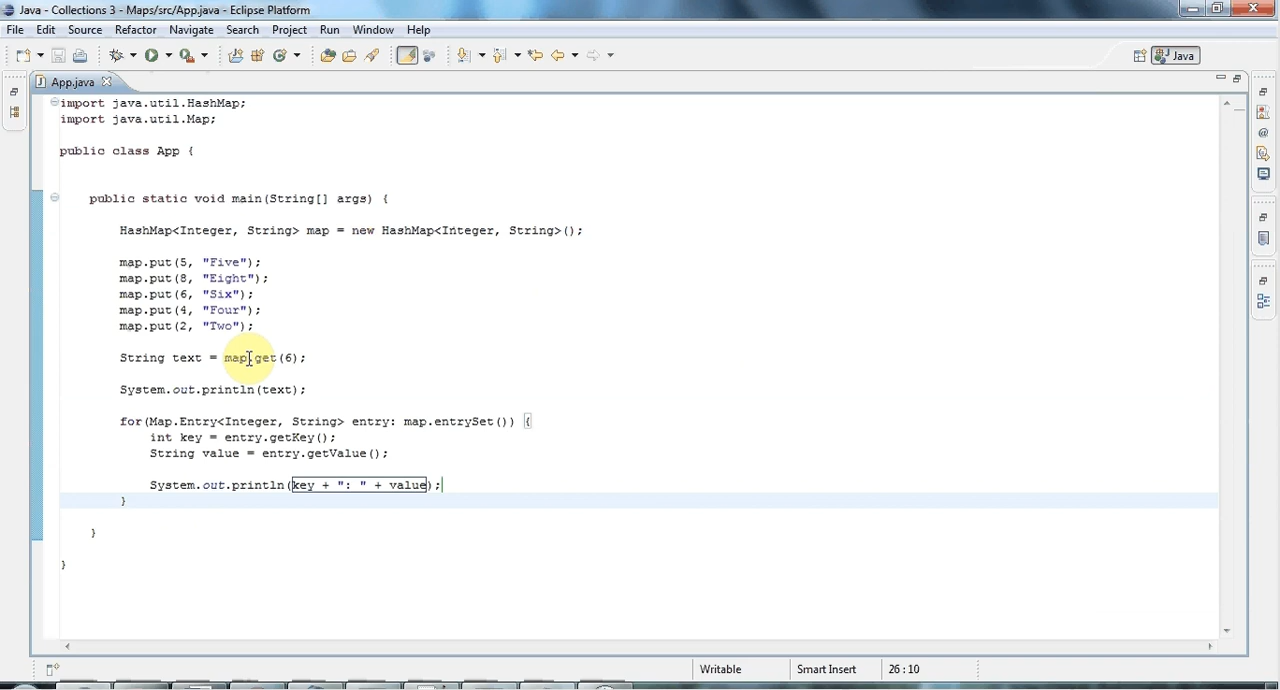 Java - Collections 3 - Maps/src/App.java - Eclipse Platform
File Edit Source Refactor Navigate Search Project Run Window Help
Java
App.java
import java.util.HashMap;
import java.util.Map;
public class App {
public static void main(String[] args) {
HashMap<Integer, String> map = new HashMap<Integer, String>();
map.put(5, "Five");
map.put(8, "Eight");
map.put(6, "Six");
map.put(4, "Four");
map.put(2, "Two");
String text = map.get(6);
System.out.println(text);
for(Map.Entry<Integer, String> entry: map.entrySet()) {
int key = entry.getKey();
String value = entry.getValue();
System.out.println(key + ": " + value);
}
}
}
Writable Smart Insert 26 : 10